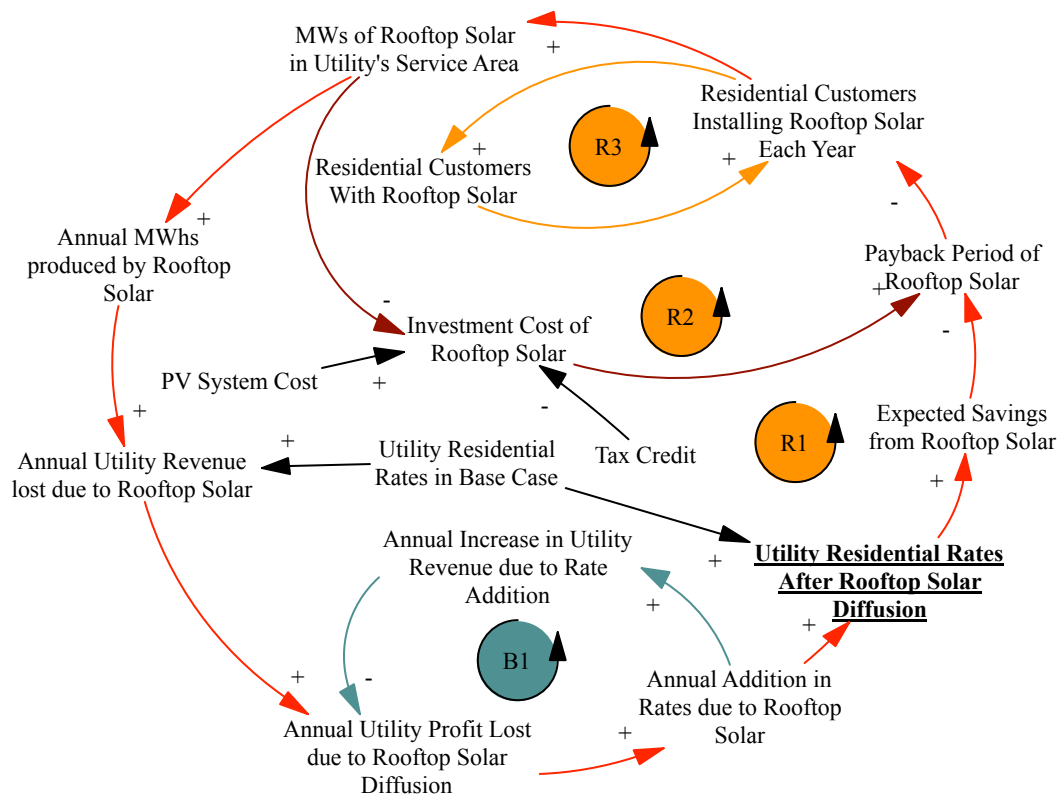 MWs of Rooftop Solar
in Utility's Service Area
+
Residential Customers
Installing Rooftop Solar
Each Year
R3
+
+
Residential Customers
With Rooftop Solar
-
+
Annual MWhs
produced by Rooftop
Solar
Payback Period of
Rooftop Solar
+
-
Investment Cost of
Rooftop Solar
R2
-
PV System Cost
+
+
-
Expected Savings
from Rooftop Solar
R1
+
Utility Residential
Rates in Base Case
Tax Credit
Annual Utility Revenue
lost due to Rooftop Solar
+
Annual Increase in Utility
Revenue due to Rate
Addition
+
Utility Residential Rates
After Rooftop Solar
Diffusion
+
+
B1
+
-
Annual Addition in
Rates due to Rooftop
Solar
Annual Utility Profit Lost
due to Rooftop Solar
Diffusion
+